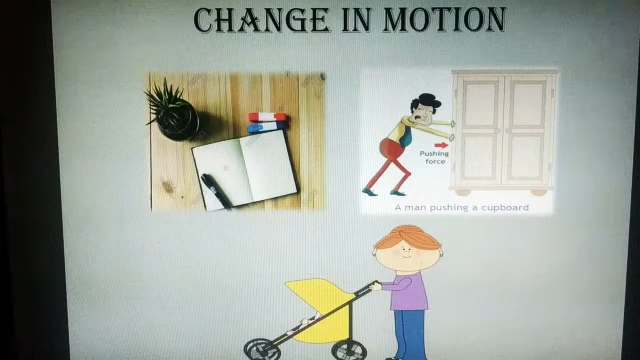 CHANGE IN MOTION
Pushing
force
A man pushing a cupboard